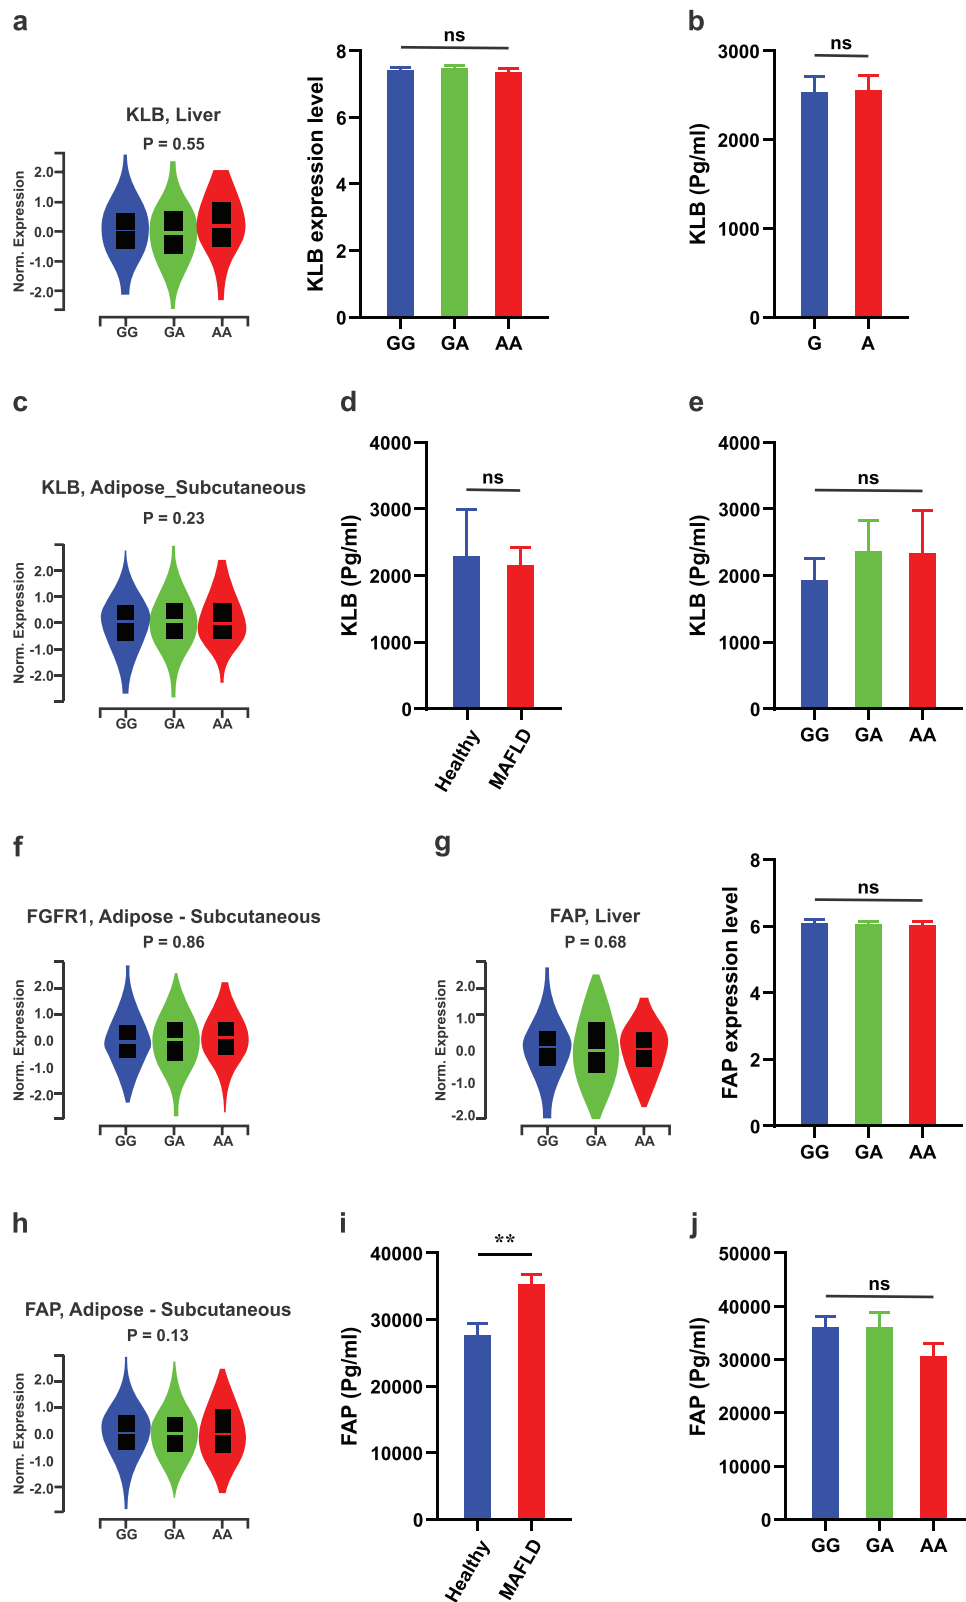 a
KLB, Liver
P = 0.55
Norm. Expression
2.0
1.0
0.0
-1.0
-2.0
GG GA AA
KLB expression level
8
6
4
2
0
ns
GG GA AA
b
KLB (Pg/ml)
3000
2000
1000
0
ns
G A
c
KLB, Adipose_Subcutaneous
P = 0.23
Norm. Expression
2.0
1.0
0.0
-1.0
-2.0
GG GA AA
d
KLB (Pg/ml)
4000
3000
2000
1000
0
ns
Healthy
MAFLD
e
KLB (Pg/ml)
4000
3000
2000
1000
0
ns
GG GA AA
f
FGFR1, Adipose - Subcutaneous
P = 0.86
Norm. Expression
2.0
1.0
0.0
-1.0
-2.0
GG GA AA
g
FAP, Liver
P = 0.68
Norm. Expression
2.0
1.0
0.0
-1.0
-2.0
GG GA AA
FAP expression level
8
6
4
2
0
ns
GG GA AA
h
FAP, Adipose - Subcutaneous
P = 0.13
Norm. Expression
2.0
1.0
0.0
-1.0
-2.0
GG GA AA
i
FAP (Pg/ml)
40000
30000
20000
10000
0
**
Healthy
MAFLD
j
FAP (Pg/ml)
50000
40000
30000
20000
10000
0
ns
GG GA AA